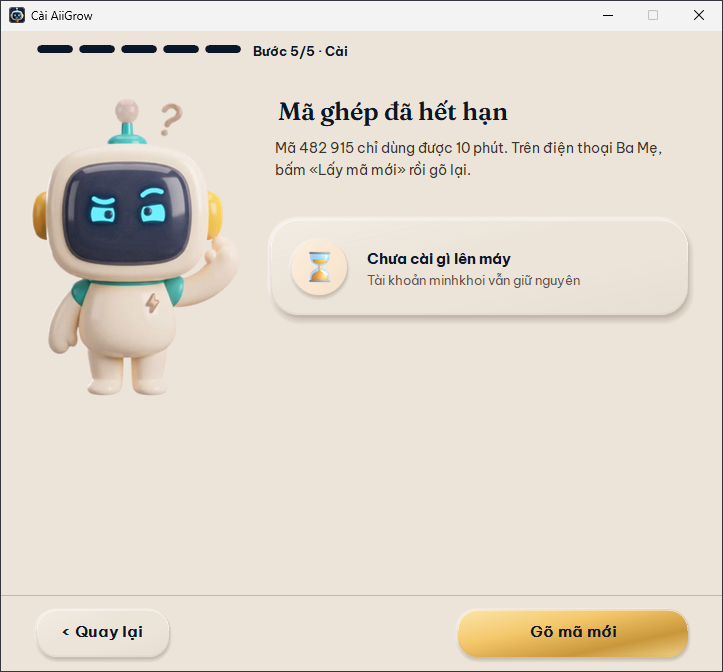 Cài AiiGrow
Bước 5/5 · Cài
?
Mã ghép đã hết hạn
Mã 482 915 chỉ dùng được 10 phút. Trên điện thoại Ba Mẹ,
bấm «Lấy mã mới» rồi gõ lại.
Chưa cài gì lên máy
Tài khoản minhkhoi vẫn giữ nguyên
< Quay lại
Gõ mã mới